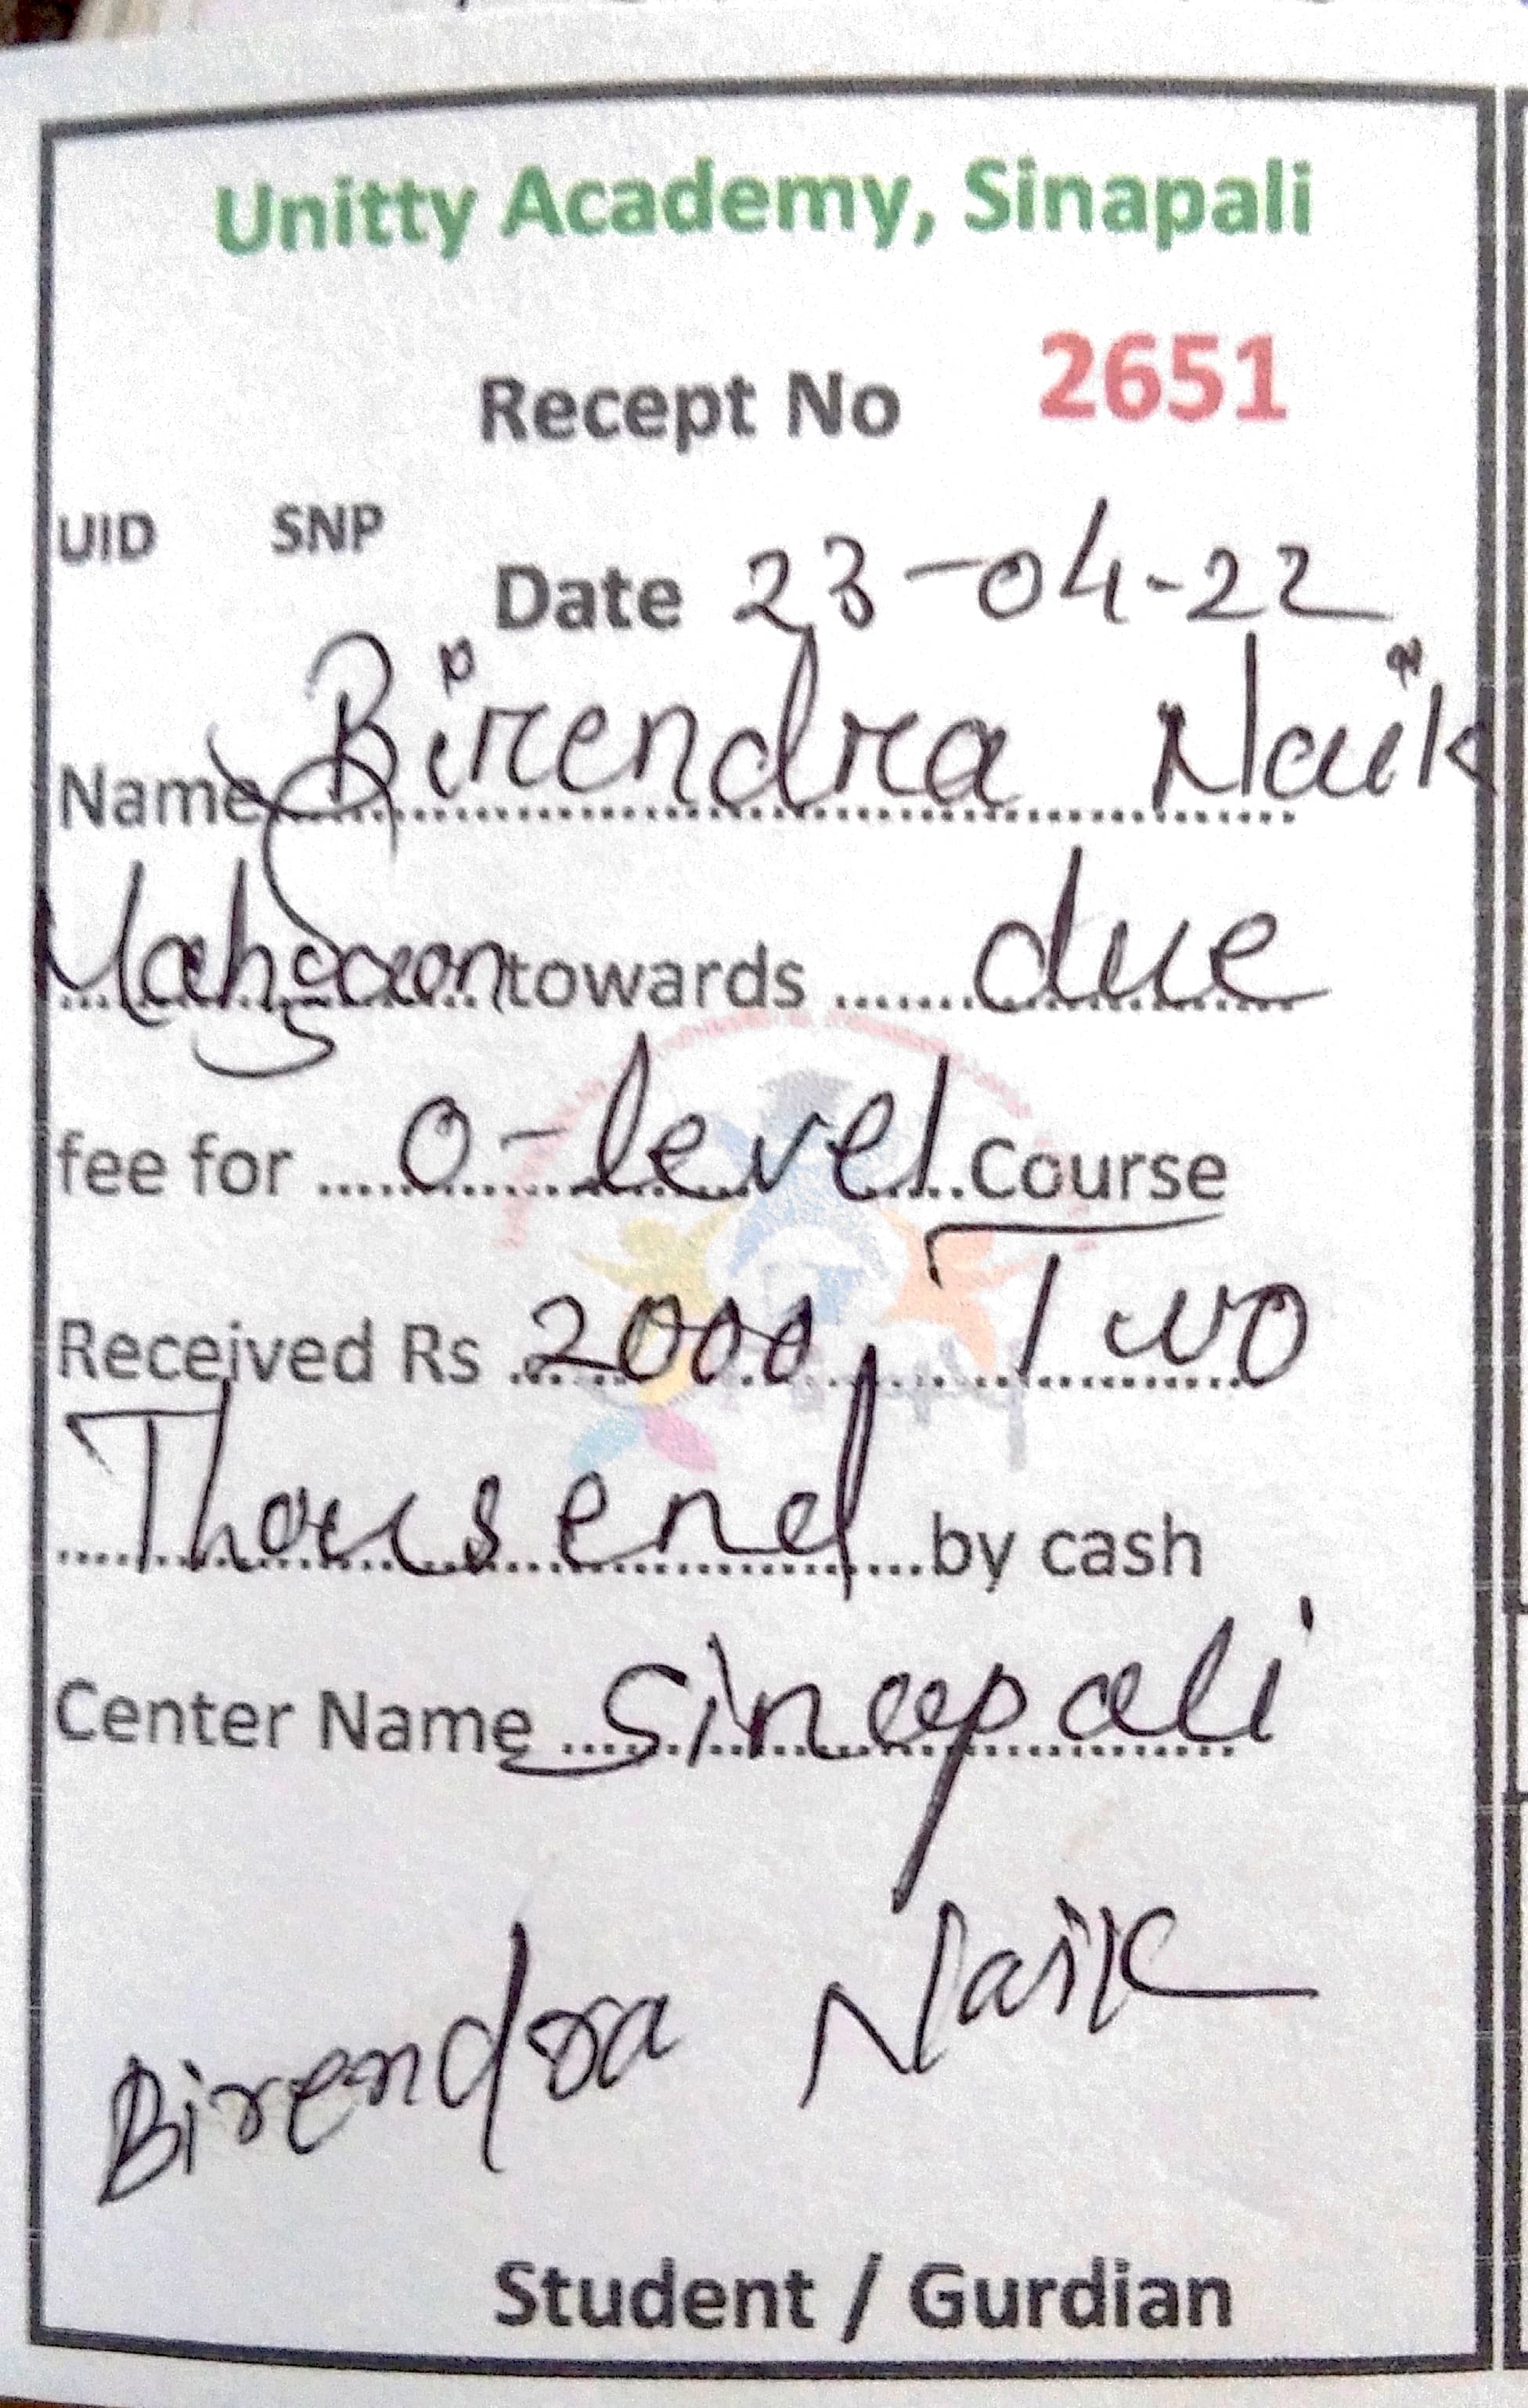 Unitty Academy, Sinapali
Recept No 2651
UID SNP
Date 23-04-22
Name Birendra Naik
Mahgaon towards ....... due
fee for .... O-level.. Course
Received Rs 2000, Two
Thousend ...by cash
Center Name ... Sinapali
Birendra Naik
Student / Gurdian